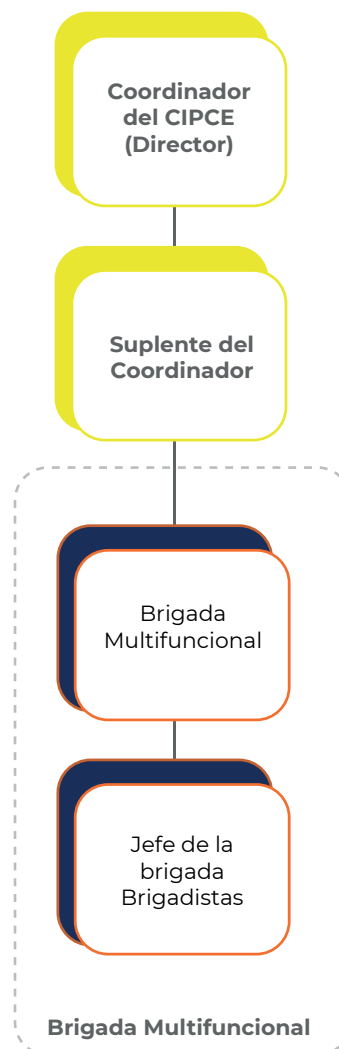 Coordinador
del CIPCE
(Director)
Suplente del
Coordinador
Brigada
Multifuncional
Jefe de la
brigada
Brigadistas
Brigada Multifuncional